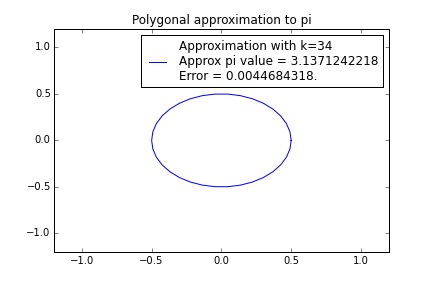 Polygonal approximation to pi
Approximation with k=34
Approx pi value = 3.1371242218
Error = 0.0044684318.
1.0
0.5
0.0
−0.5
−1.0
−1.0 −0.5 0.0 0.5 1.0